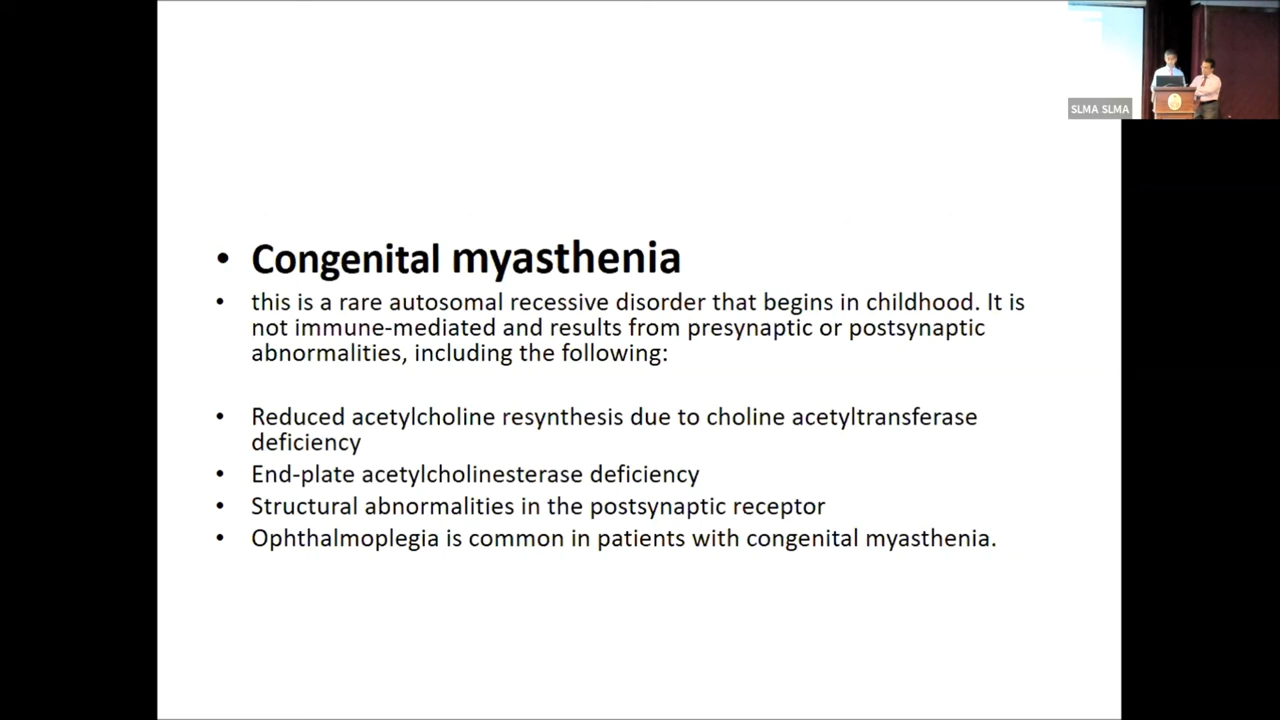 SLMA SLMA
• Congenital myasthenia
• this is a rare autosomal recessive disorder that begins in childhood. It is
not immune-mediated and results from presynaptic or postsynaptic
abnormalities, including the following:
• Reduced acetylcholine resynthesis due to choline acetyltransferase
deficiency
• End-plate acetylcholinesterase deficiency
• Structural abnormalities in the postsynaptic receptor
• Ophthalmoplegia is common in patients with congenital myasthenia.